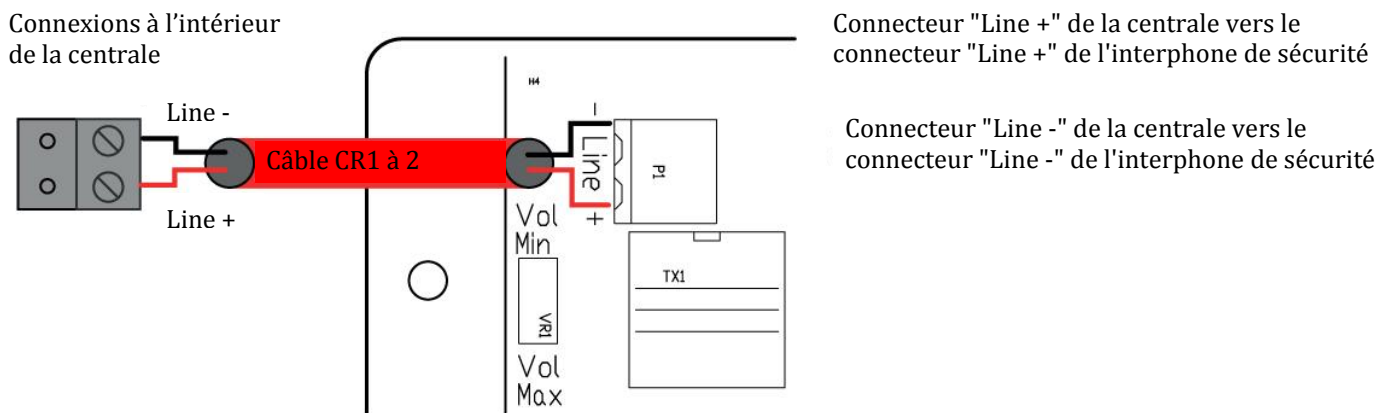 Connexions à l’intérieur
de la centrale
Connecteur "Line +" de la centrale vers le
connecteur "Line +" de l'interphone de sécurité
H4
Line -
Câble CR1 à 2
Line +
- Line +
P1
Connecteur "Line -" de la centrale vers le
connecteur "Line -" de l'interphone de sécurité
Vol
Min
TX1
VR1
Vol
Max